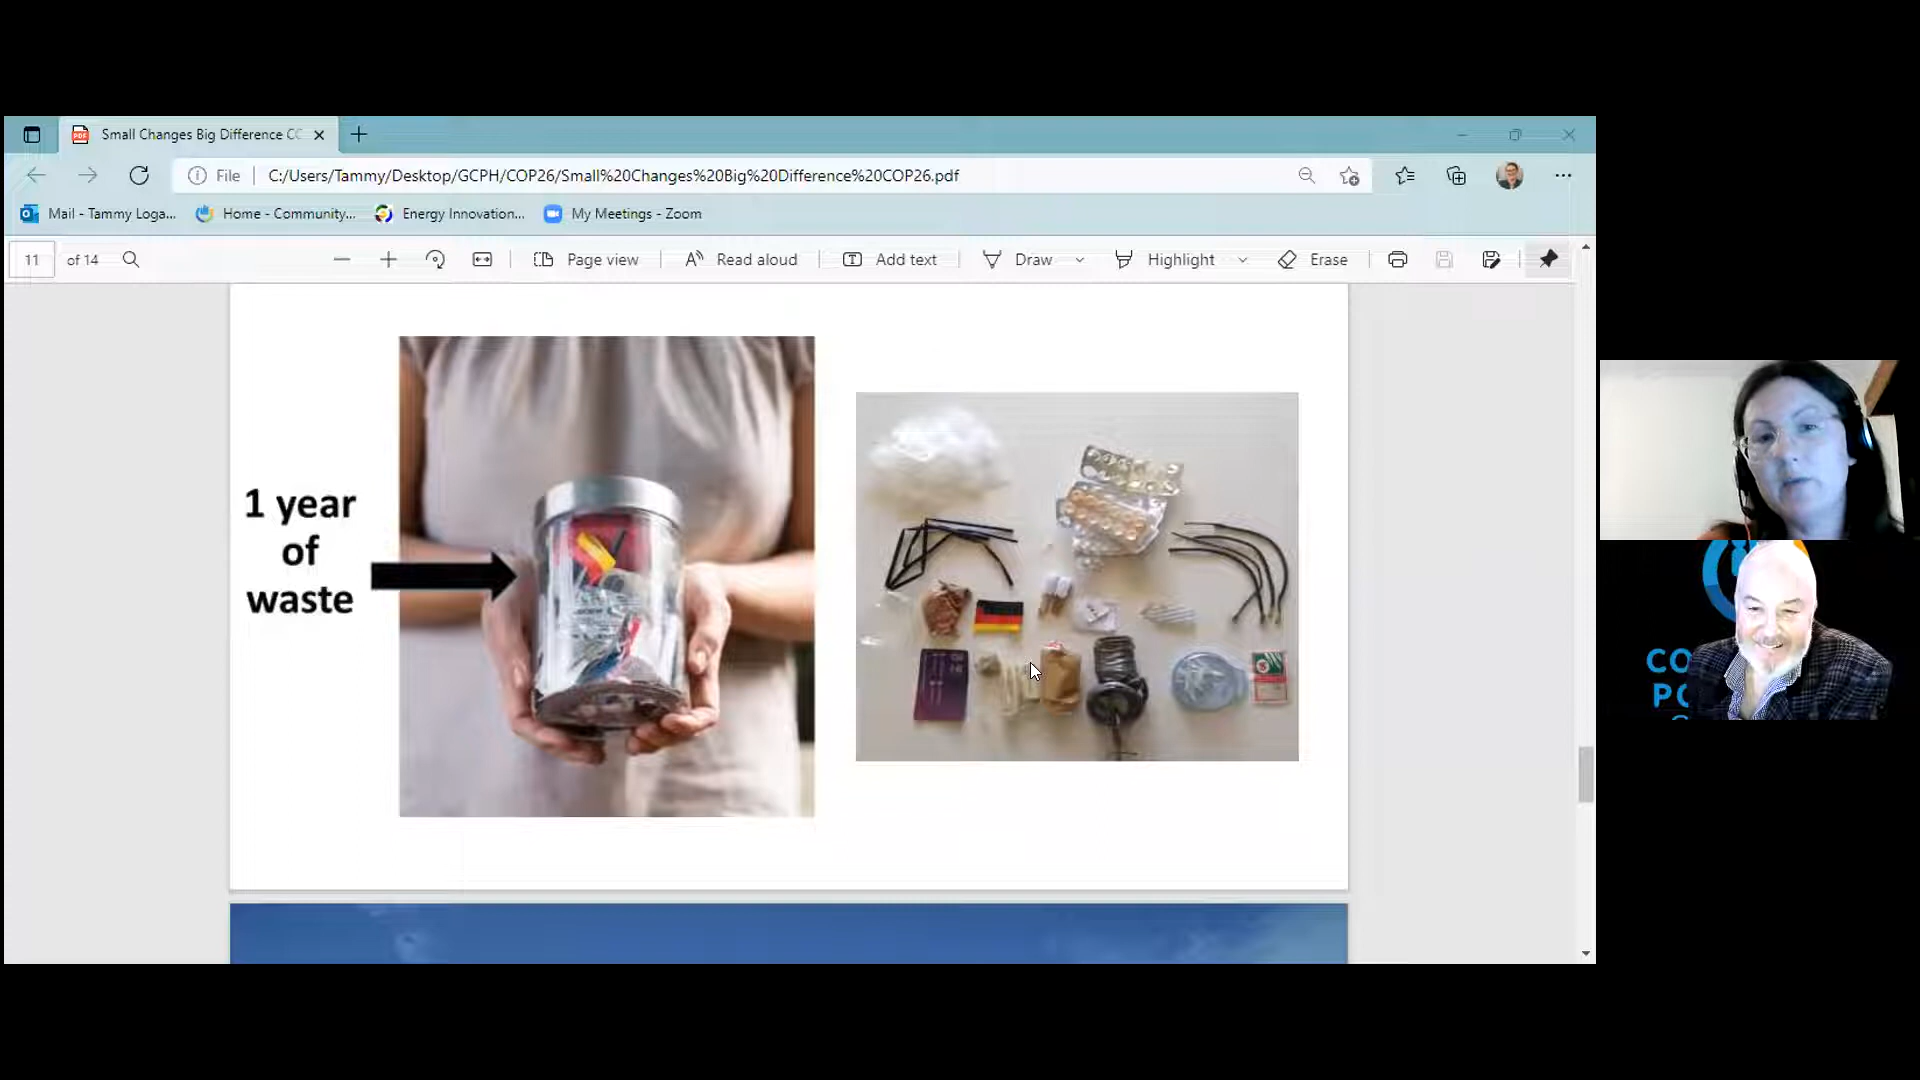 Small Changes Big Difference CC
File
C:/Users/Tammy/Desktop/GCPH/COP26/Small%20Changes%20Big%20Difference%20COP26.pdf
Mail - Tammy Loga...
Home - Community...
Energy Innovation...
My Meetings - Zoom
11 of 14
Page view
Read aloud
Add text
Draw
Highlight
Erase
1 year
of
waste
CO
PO